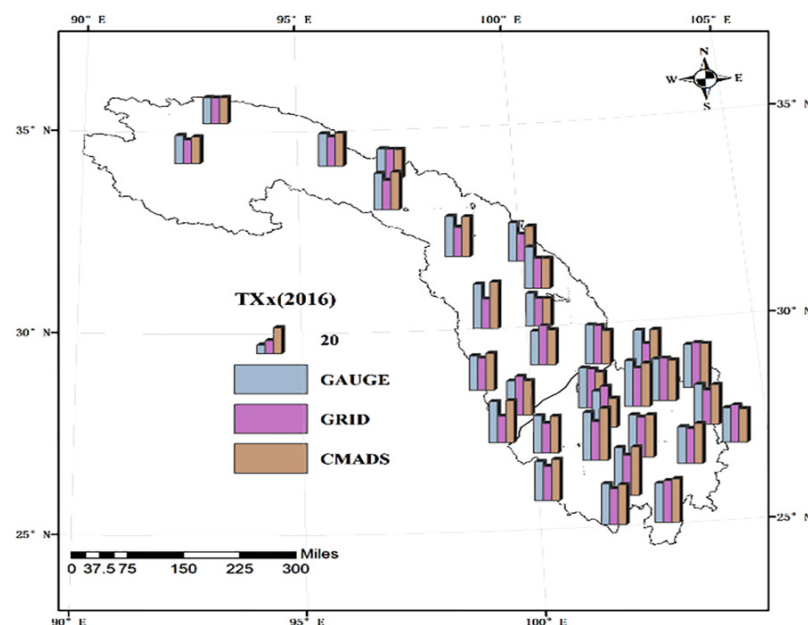 90° E 95° E 100° E 105° E
N
W E
S
35° N 35° N
30° N 30° N
25° N 25° N
TXx(2016)
20
GAUGE
GRID
CMADS
Miles
0 37.5 75 150 225 300
90° E 95° E 100° E